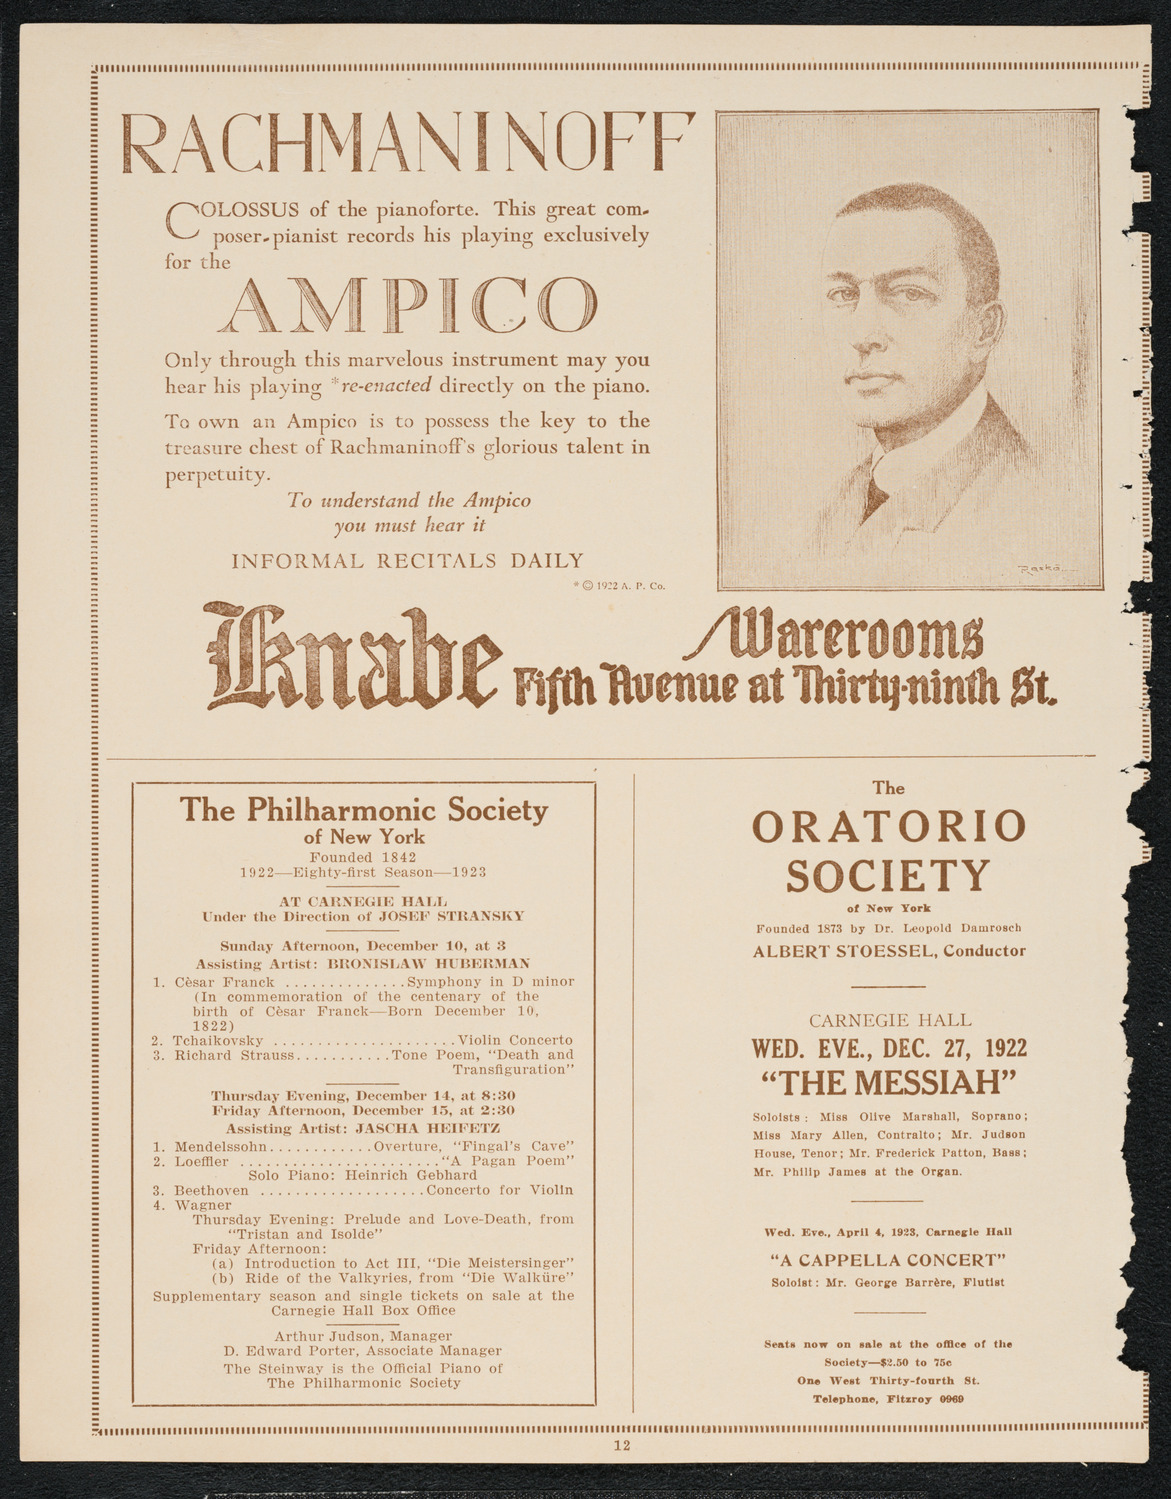 RACHMANINOFF
COLOSSUS of the pianoforte. This great com-
poser-pianist records his playing exclusively
for the
AMPICO
Only through this marvelous instrument may you
hear his playing *re-enacted directly on the piano.
To own an Ampico is to possess the key to the
treasure chest of Rachmaninoff's glorious talent in
perpetuity.
To understand the Ampico
you must hear it
INFORMAL RECITALS DAILY
* © 1922 A. P. Co.
Raskó
Knabe Warerooms
Fifth Avenue at Thirty-ninth St.
The Philharmonic Society
of New York
Founded 1842
1922—Eighty-first Season—1923
AT CARNEGIE HALL
Under the Direction of JOSEF STRANSKY
Sunday Afternoon, December 10, at 3
Assisting Artist: BRONISLAW HUBERMAN
1. Cèsar Franck ..............Symphony in D minor
(In commemoration of the centenary of the
birth of Cèsar Franck—Born December 10,
1822)
2. Tchaikovsky .....................Violin Concerto
3. Richard Strauss...........Tone Poem, "Death and
Transfiguration"
Thursday Evening, December 14, at 8:30
Friday Afternoon, December 15, at 2:30
Assisting Artist: JASCHA HEIFETZ
1. Mendelssohn............Overture, "Fingal's Cave"
2. Loeffler ........................"A Pagan Poem"
Solo Piano: Heinrich Gebhard
3. Beethoven ...................Concerto for Violin
4. Wagner
Thursday Evening: Prelude and Love-Death, from
"Tristan and Isolde"
Friday Afternoon:
(a) Introduction to Act III, "Die Meistersinger"
(b) Ride of the Valkyries, from "Die Walküre"
Supplementary season and single tickets on sale at the
Carnegie Hall Box Office
Arthur Judson, Manager
D. Edward Porter, Associate Manager
The Steinway is the Official Piano of
The Philharmonic Society
The
ORATORIO
SOCIETY
of New York
Founded 1873 by Dr. Leopold Damrosch
ALBERT STOESSEL, Conductor
CARNEGIE HALL
WED. EVE., DEC. 27, 1922
"THE MESSIAH"
Soloists: Miss Olive Marshall, Soprano;
Miss Mary Allen, Contralto; Mr. Judson
House, Tenor; Mr. Frederick Patton, Bass;
Mr. Philip James at the Organ.
Wed. Eve., April 4, 1923, Carnegie Hall
"A CAPPELLA CONCERT"
Soloist: Mr. George Barrère, Flutist
Seats now on sale at the office of the
Society—$2.50 to 75c
One West Thirty-fourth St.
Telephone, Fitzroy 0969
12